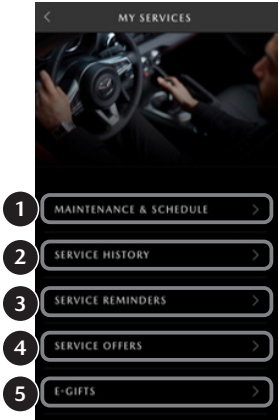 MY SERVICES
1 MAINTENANCE & SCHEDULE
2 SERVICE HISTORY
3 SERVICE REMINDERS
4 SERVICE OFFERS
5 E-GIFTS